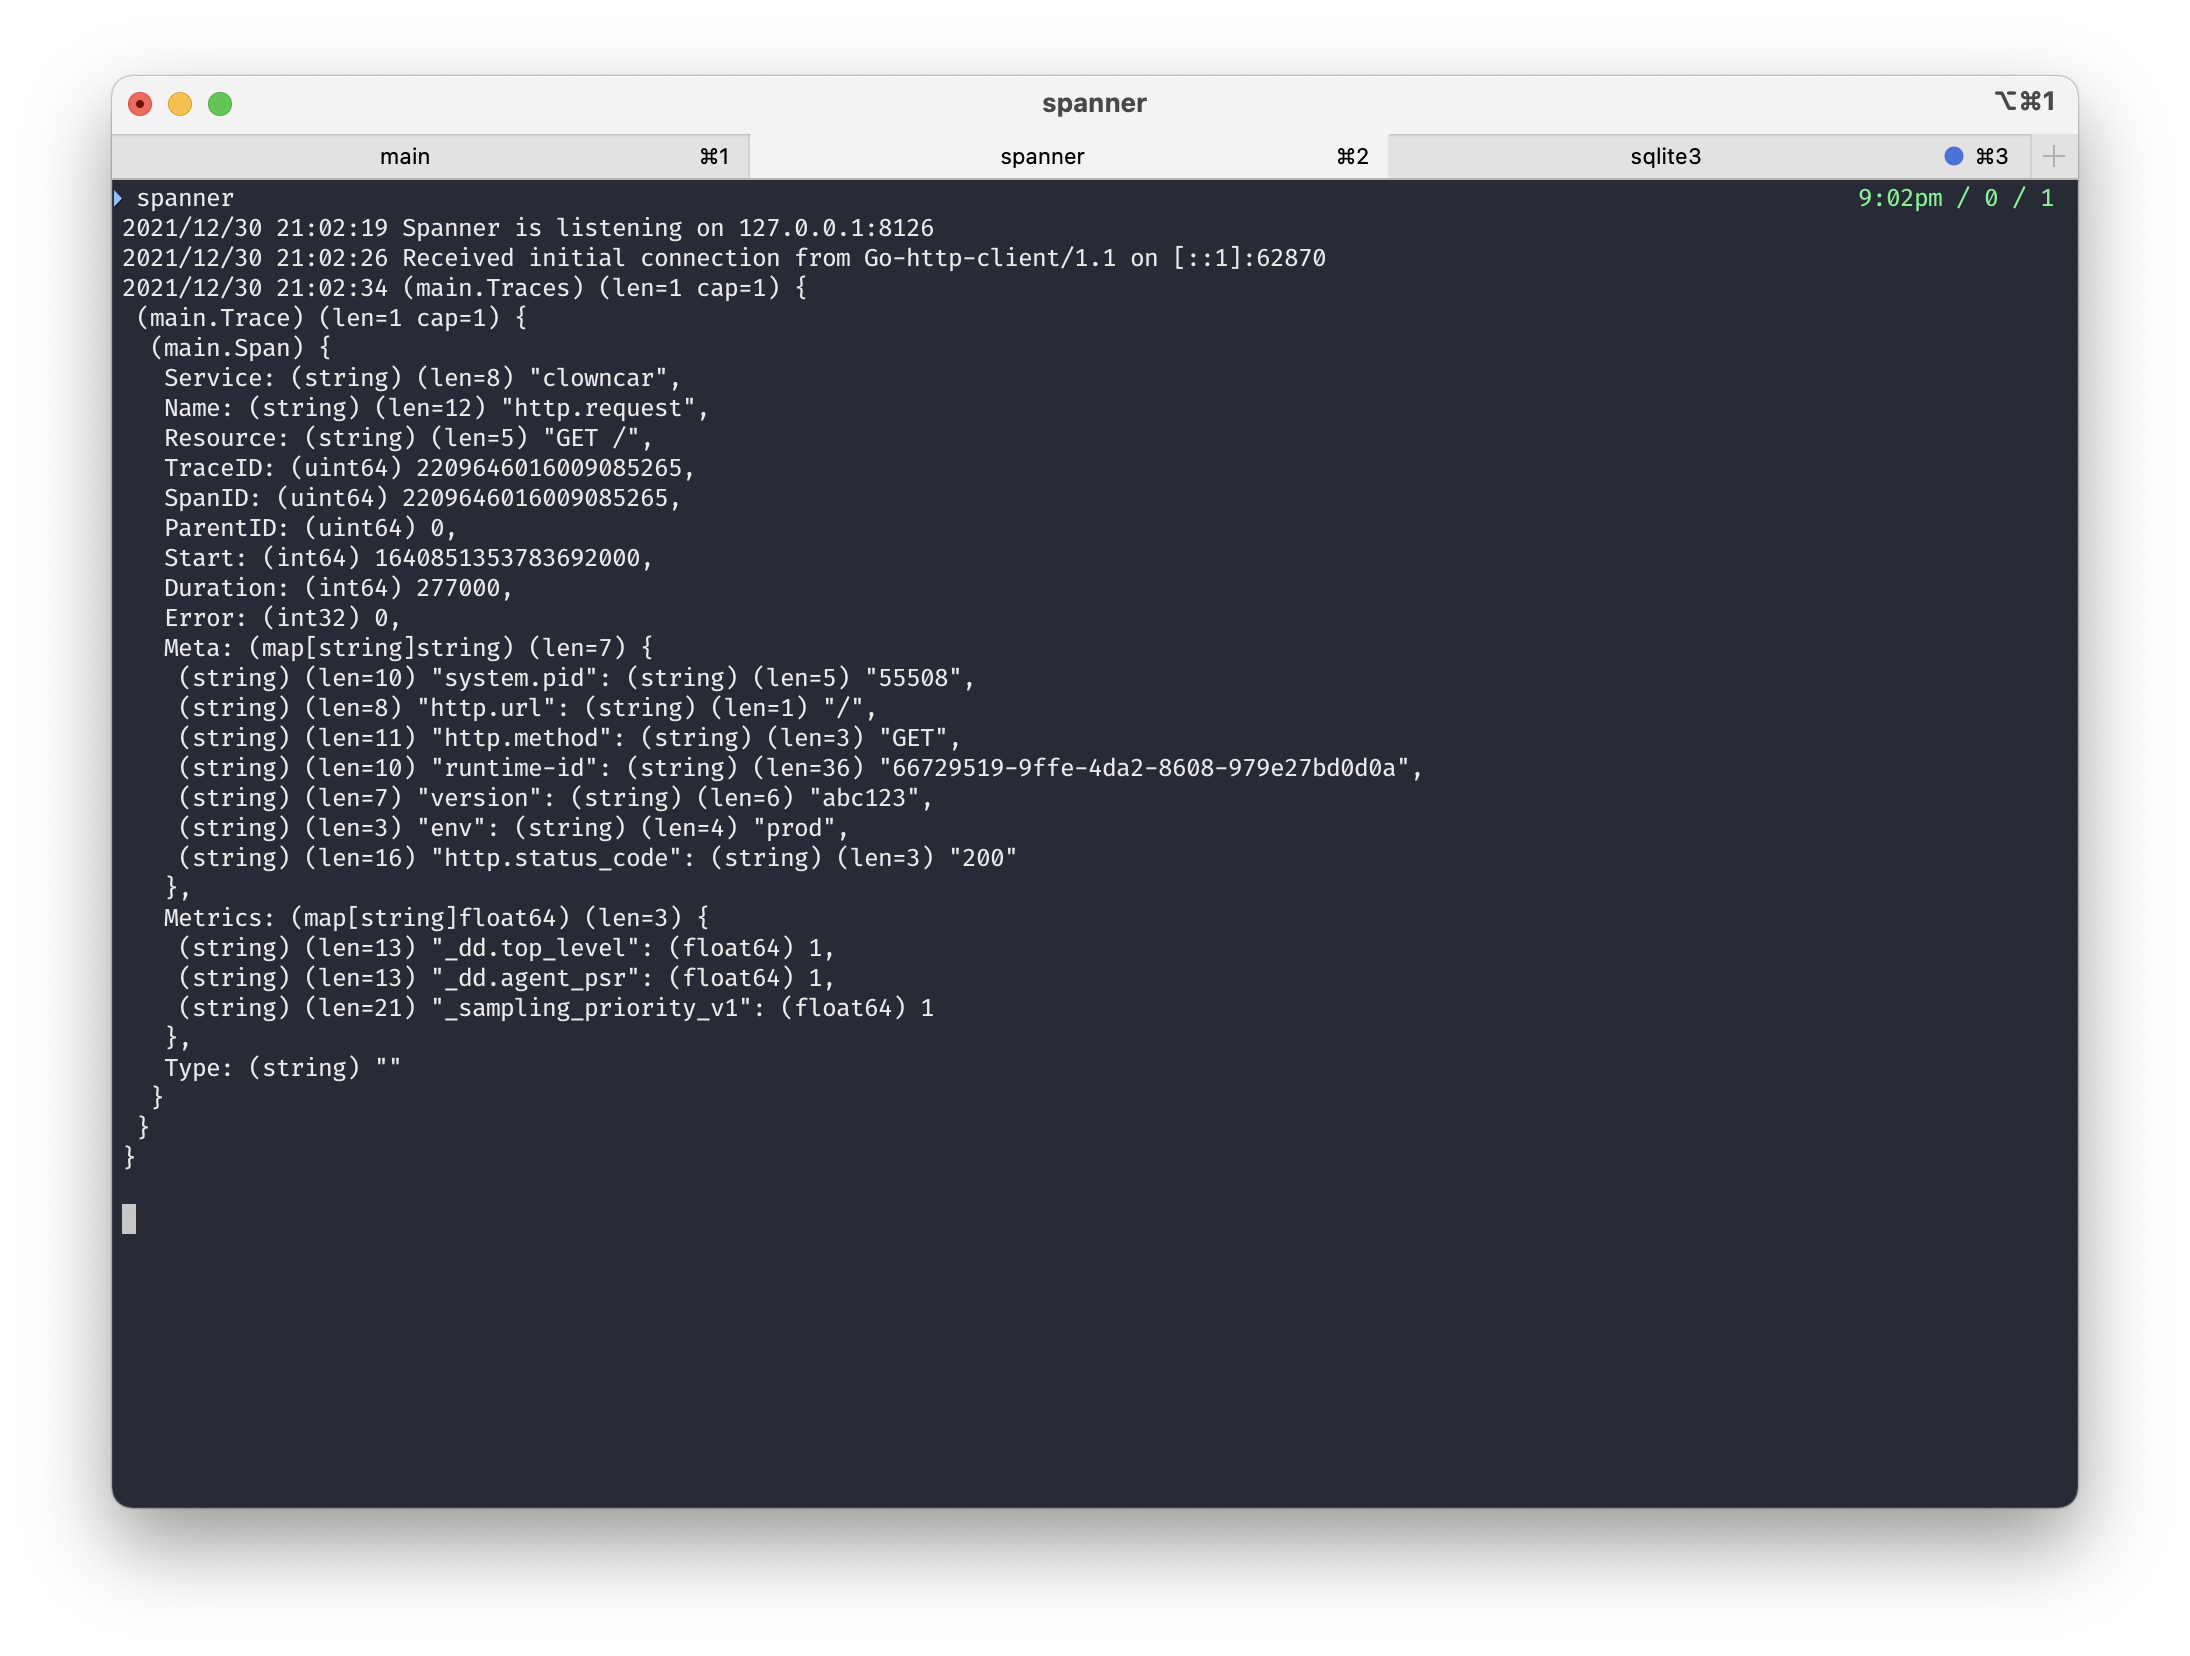 spanner
⌥⌘1
main ⌘1 spanner ⌘2 sqlite3 ⌘3
spanner 9:02pm / 0 / 1
2021/12/30 21:02:19 Spanner is listening on 127.0.0.1:8126
2021/12/30 21:02:26 Received initial connection from Go-http-client/1.1 on [::1]:62870
2021/12/30 21:02:34 (main.Traces) (len=1 cap=1) {
 (main.Trace) (len=1 cap=1) {
  (main.Span) {
   Service: (string) (len=8) "clowncar",
   Name: (string) (len=12) "http.request",
   Resource: (string) (len=5) "GET /",
   TraceID: (uint64) 2209646016009085265,
   SpanID: (uint64) 2209646016009085265,
   ParentID: (uint64) 0,
   Start: (int64) 1640851353783692000,
   Duration: (int64) 277000,
   Error: (int32) 0,
   Meta: (map[string]string) (len=7) {
    (string) (len=10) "system.pid": (string) (len=5) "55508",
    (string) (len=8) "http.url": (string) (len=1) "/",
    (string) (len=11) "http.method": (string) (len=3) "GET",
    (string) (len=10) "runtime-id": (string) (len=36) "66729519-9ffe-4da2-8608-979e27bd0d0a",
    (string) (len=7) "version": (string) (len=6) "abc123",
    (string) (len=3) "env": (string) (len=4) "prod",
    (string) (len=16) "http.status_code": (string) (len=3) "200"
   },
   Metrics: (map[string]float64) (len=3) {
    (string) (len=13) "_dd.top_level": (float64) 1,
    (string) (len=13) "_dd.agent_psr": (float64) 1,
    (string) (len=21) "_sampling_priority_v1": (float64) 1
   },
   Type: (string) ""
  }
 }
}